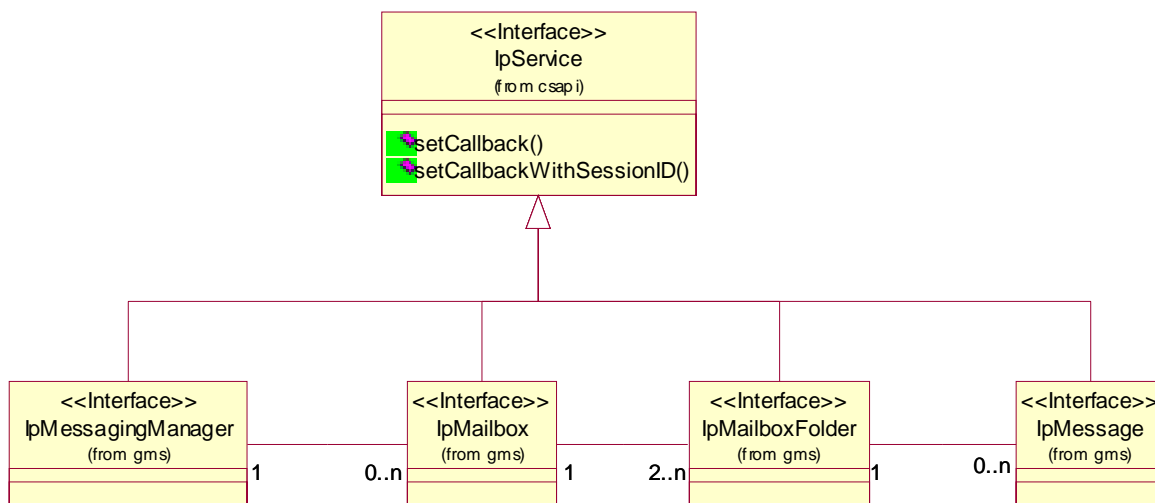 <<Interface>>
IpService
(from csapi)
setCallback()
setCallbackWithSessionID()
<<Interface>>
IpMessagingManager
(from gms)
<<Interface>>
IpMailbox
(from gms)
<<Interface>>
IpMailboxFolder
(from gms)
<<Interface>>
IpMessage
(from gms)
1
0..n
1
2..n
1
0..n